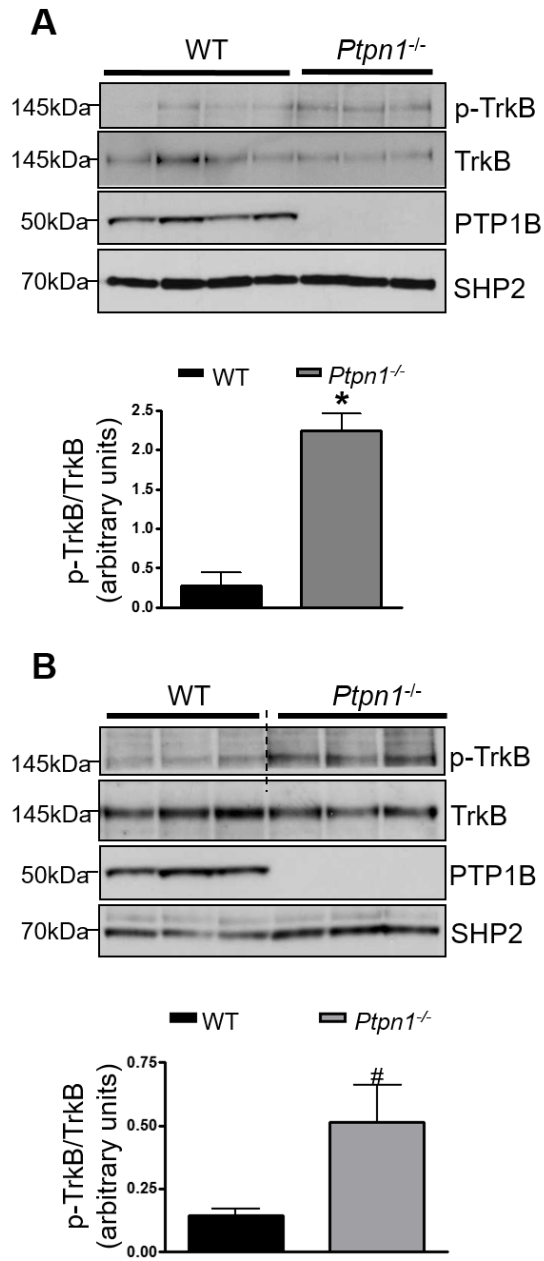 A
WT Ptpn1-/-
145kDa p-TrkB
145kDa TrkB
50kDa PTP1B
70kDa SHP2
WT Ptpn1-/-
*
p-TrkB/TrkB
(arbitrary units)
2.5
2.0
1.5
1.0
0.5
0.0
B
WT Ptpn1-/-
145kDa p-TrkB
145kDa TrkB
50kDa PTP1B
70kDa SHP2
WT Ptpn1-/-
#
p-TrkB/TrkB
(arbitrary units)
0.75
0.50
0.25
0.00